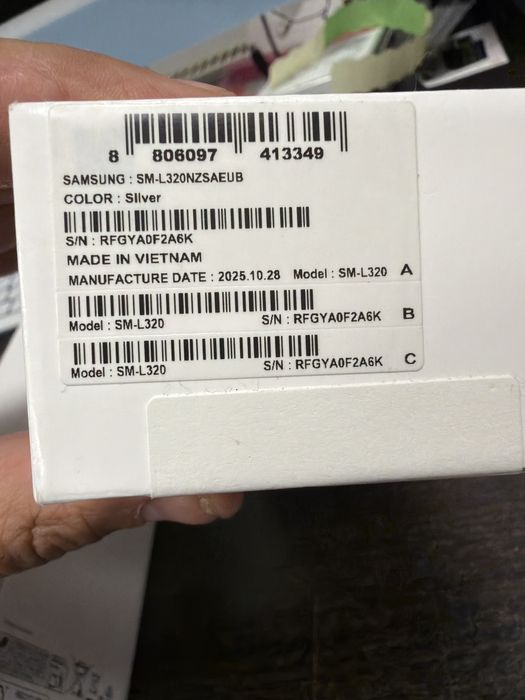 8 806097 413349
SAMSUNG : SM-L320NZSAEUB
COLOR : Silver
S/N : RFGYA0F2A6K
MADE IN VIETNAM
MANUFACTURE DATE : 2025.10.28 Model : SM-L320 A
Model : SM-L320 S/N : RFGYA0F2A6K B
Model : SM-L320 S/N : RFGYA0F2A6K C